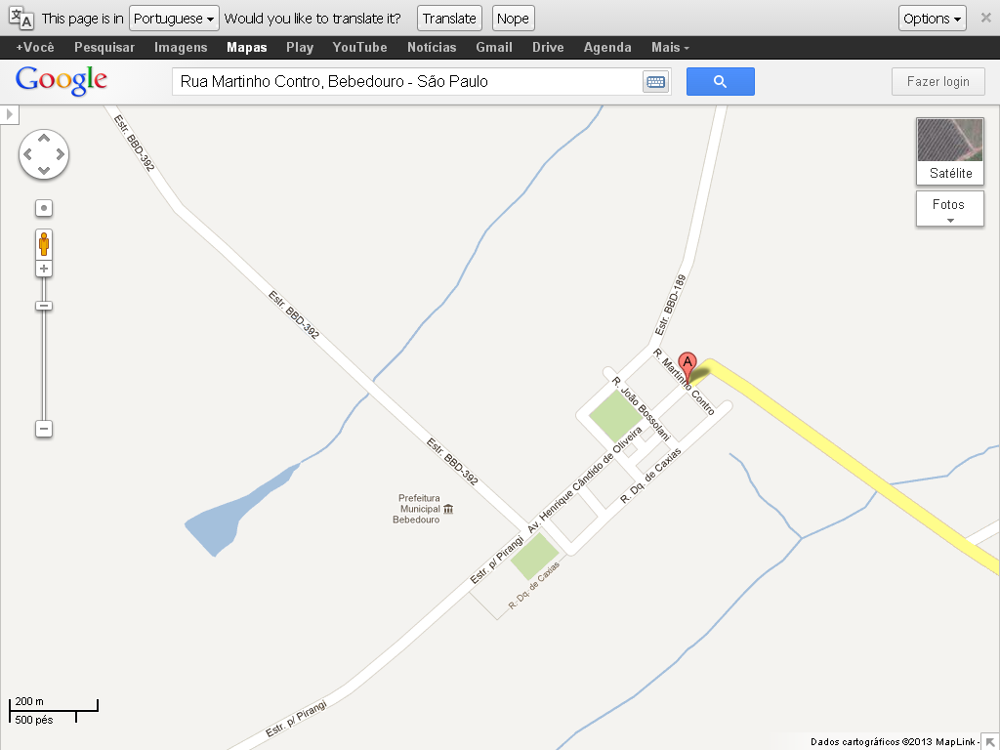 This page is in Portuguese Would you like to translate it? Translate Nope Options
+Você Pesquisar Imagens Mapas Play YouTube Notícias Gmail Drive Agenda Mais
Google Rua Martinho Contro, Bebedouro - São Paulo Fazer login
Estr. BBD-392
Satélite
Fotos
Estr. BBD-392
Estr. BBD-189
A
R. Martinho Contro
R. João Bossolani
Estr. BBD-392
Av. Henrique Cândido de Oliveira
R. Dq. de Caxias
Prefeitura
Municipal
Bebedouro
Estr. p/ Pirangi
R. Dq. de Caxias
Estr. p/ Pirangi
200 m
500 pés
Dados cartográficos ©2013 MapLink -